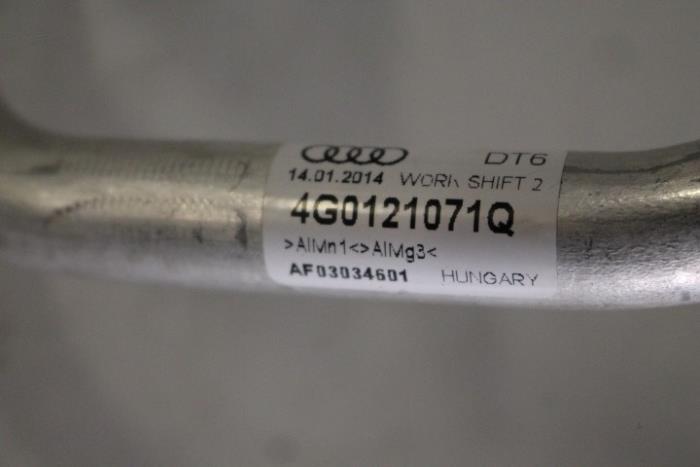 DT6
14.01.2014 WORK SHIFT 2
4G0121071Q
>AlMn1<>AlMg3<
AF03034601 HUNGARY